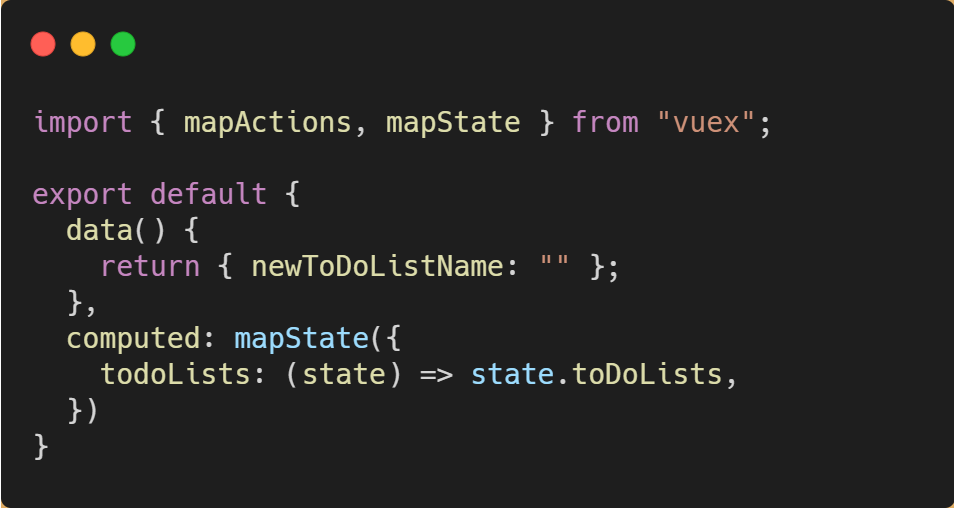 import { mapActions, mapState } from "vuex";
export default {
  data() {
    return { newToDoListName: "" };
  },
  computed: mapState({
    todoLists: (state) => state.toDoLists,
  })
}